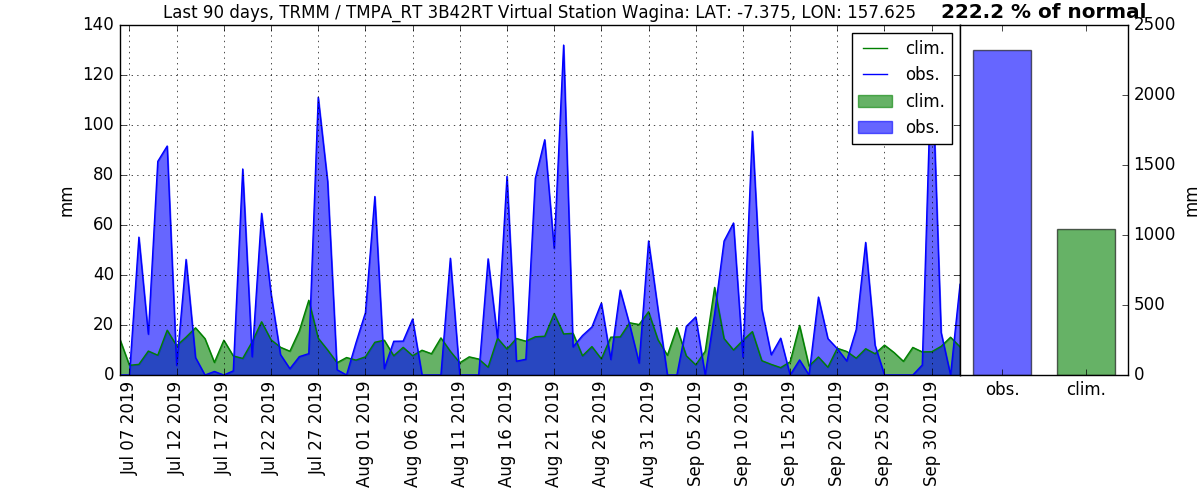 Last 90 days, TRMM / TMPA_RT 3B42RT Virtual Station Wagina: LAT: -7.375, LON: 157.625
222.2 % of normal
140
120
100
80
60
40
20
0
mm
clim.
obs.
clim.
obs.
Jul 07 2019
Jul 12 2019
Jul 17 2019
Jul 22 2019
Jul 27 2019
Aug 01 2019
Aug 06 2019
Aug 11 2019
Aug 16 2019
Aug 21 2019
Aug 26 2019
Aug 31 2019
Sep 05 2019
Sep 10 2019
Sep 15 2019
Sep 20 2019
Sep 25 2019
Sep 30 2019
2500
2000
1500
1000
500
0
mm
obs.
clim.